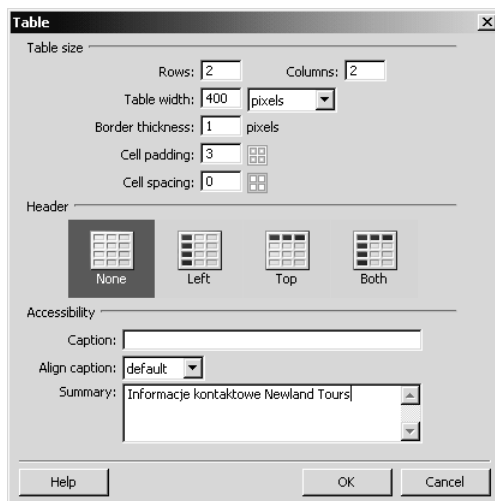 Table
Table size
Rows: 2 Columns: 2
Table width: 400 pixels
Border thickness: 1 pixels
Cell padding: 3
Cell spacing: 0
Header
None Left Top Both
Accessibility
Caption:
Align caption: default
Summary: Informacje kontaktowe Newland Tours
Help OK Cancel